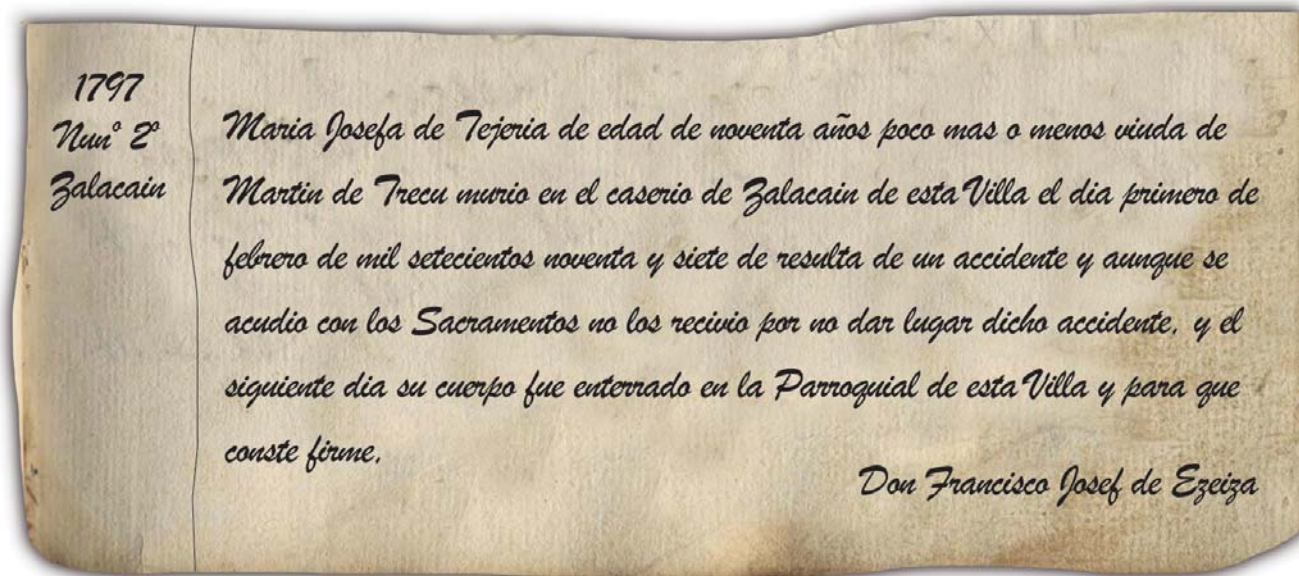 1797
Nunº 2º
Zalacain
Maria Josefa de Tejeria de edad de noventa años poco mas o menos viuda de
Martin de Trecu murio en el caserio de Zalacain de esta Villa el dia primero de
febrero de mil setecientos noventa y siete de resulta de un accidente y aunque se
acudio con los Sacramentos no los recivio por no dar lugar dicho accidente, y el
siguiente dia su cuerpo fue enterrado en la Parroquial de esta Villa y para que
conste firme,
Don Francisco Josef de Ezeiza